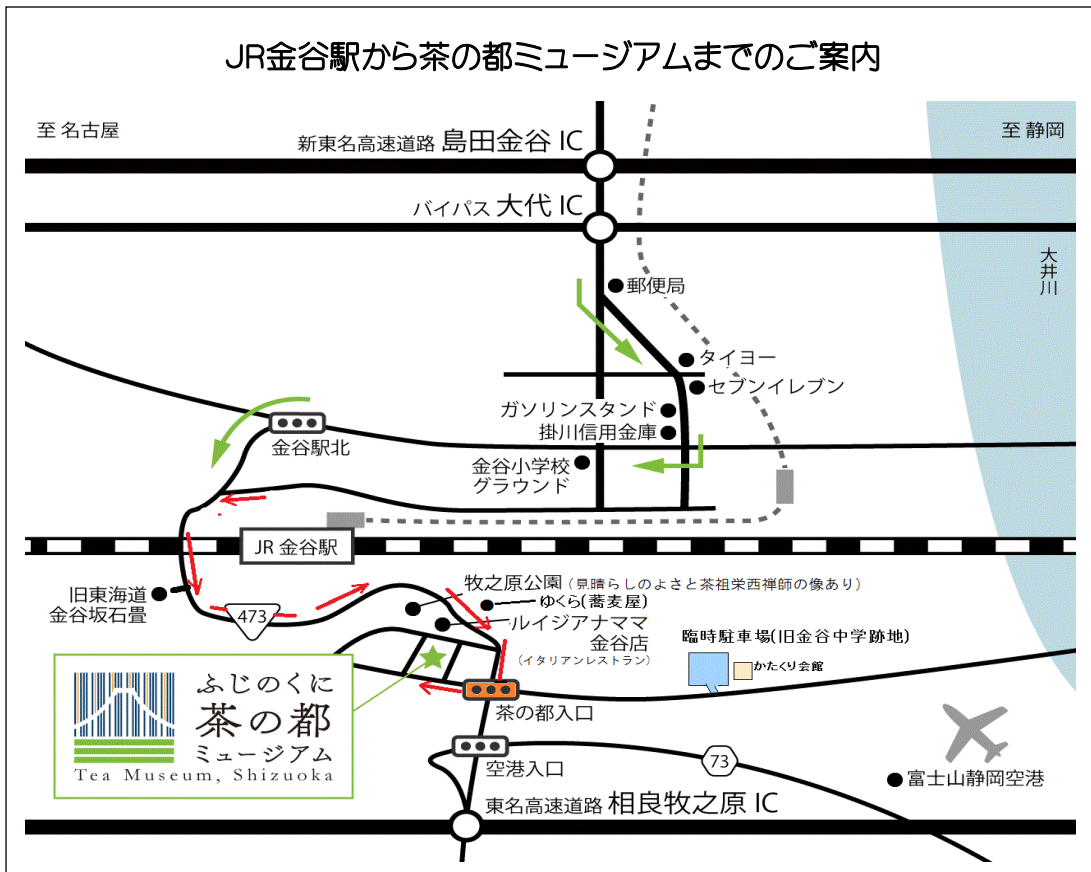 JR金谷駅から茶の都ミュージアムまでのご案内
至 名古屋
至 静岡
新東名高速道路 島田金谷 IC
バイパス 大代 IC
大井川
郵便局
タイヨー
セブンイレブン
ガソリンスタンド
掛川信用金庫
金谷駅北
金谷小学校
グラウンド
JR 金谷駅
旧東海道
金谷坂石畳
473
牧之原公園 (見晴らしのよさと茶祖栄西禅師の像あり)
ゆくら(蕎麦屋)
ルイジアナママ
金谷店
(イタリアンレストラン)
臨時駐車場(旧金谷中学跡地)
かたくり会館
ふじのくに
茶の都
ミュージアム
Tea Museum, Shizuoka
茶の都入口
空港入口
73
富士山静岡空港
東名高速道路 相良牧之原 IC